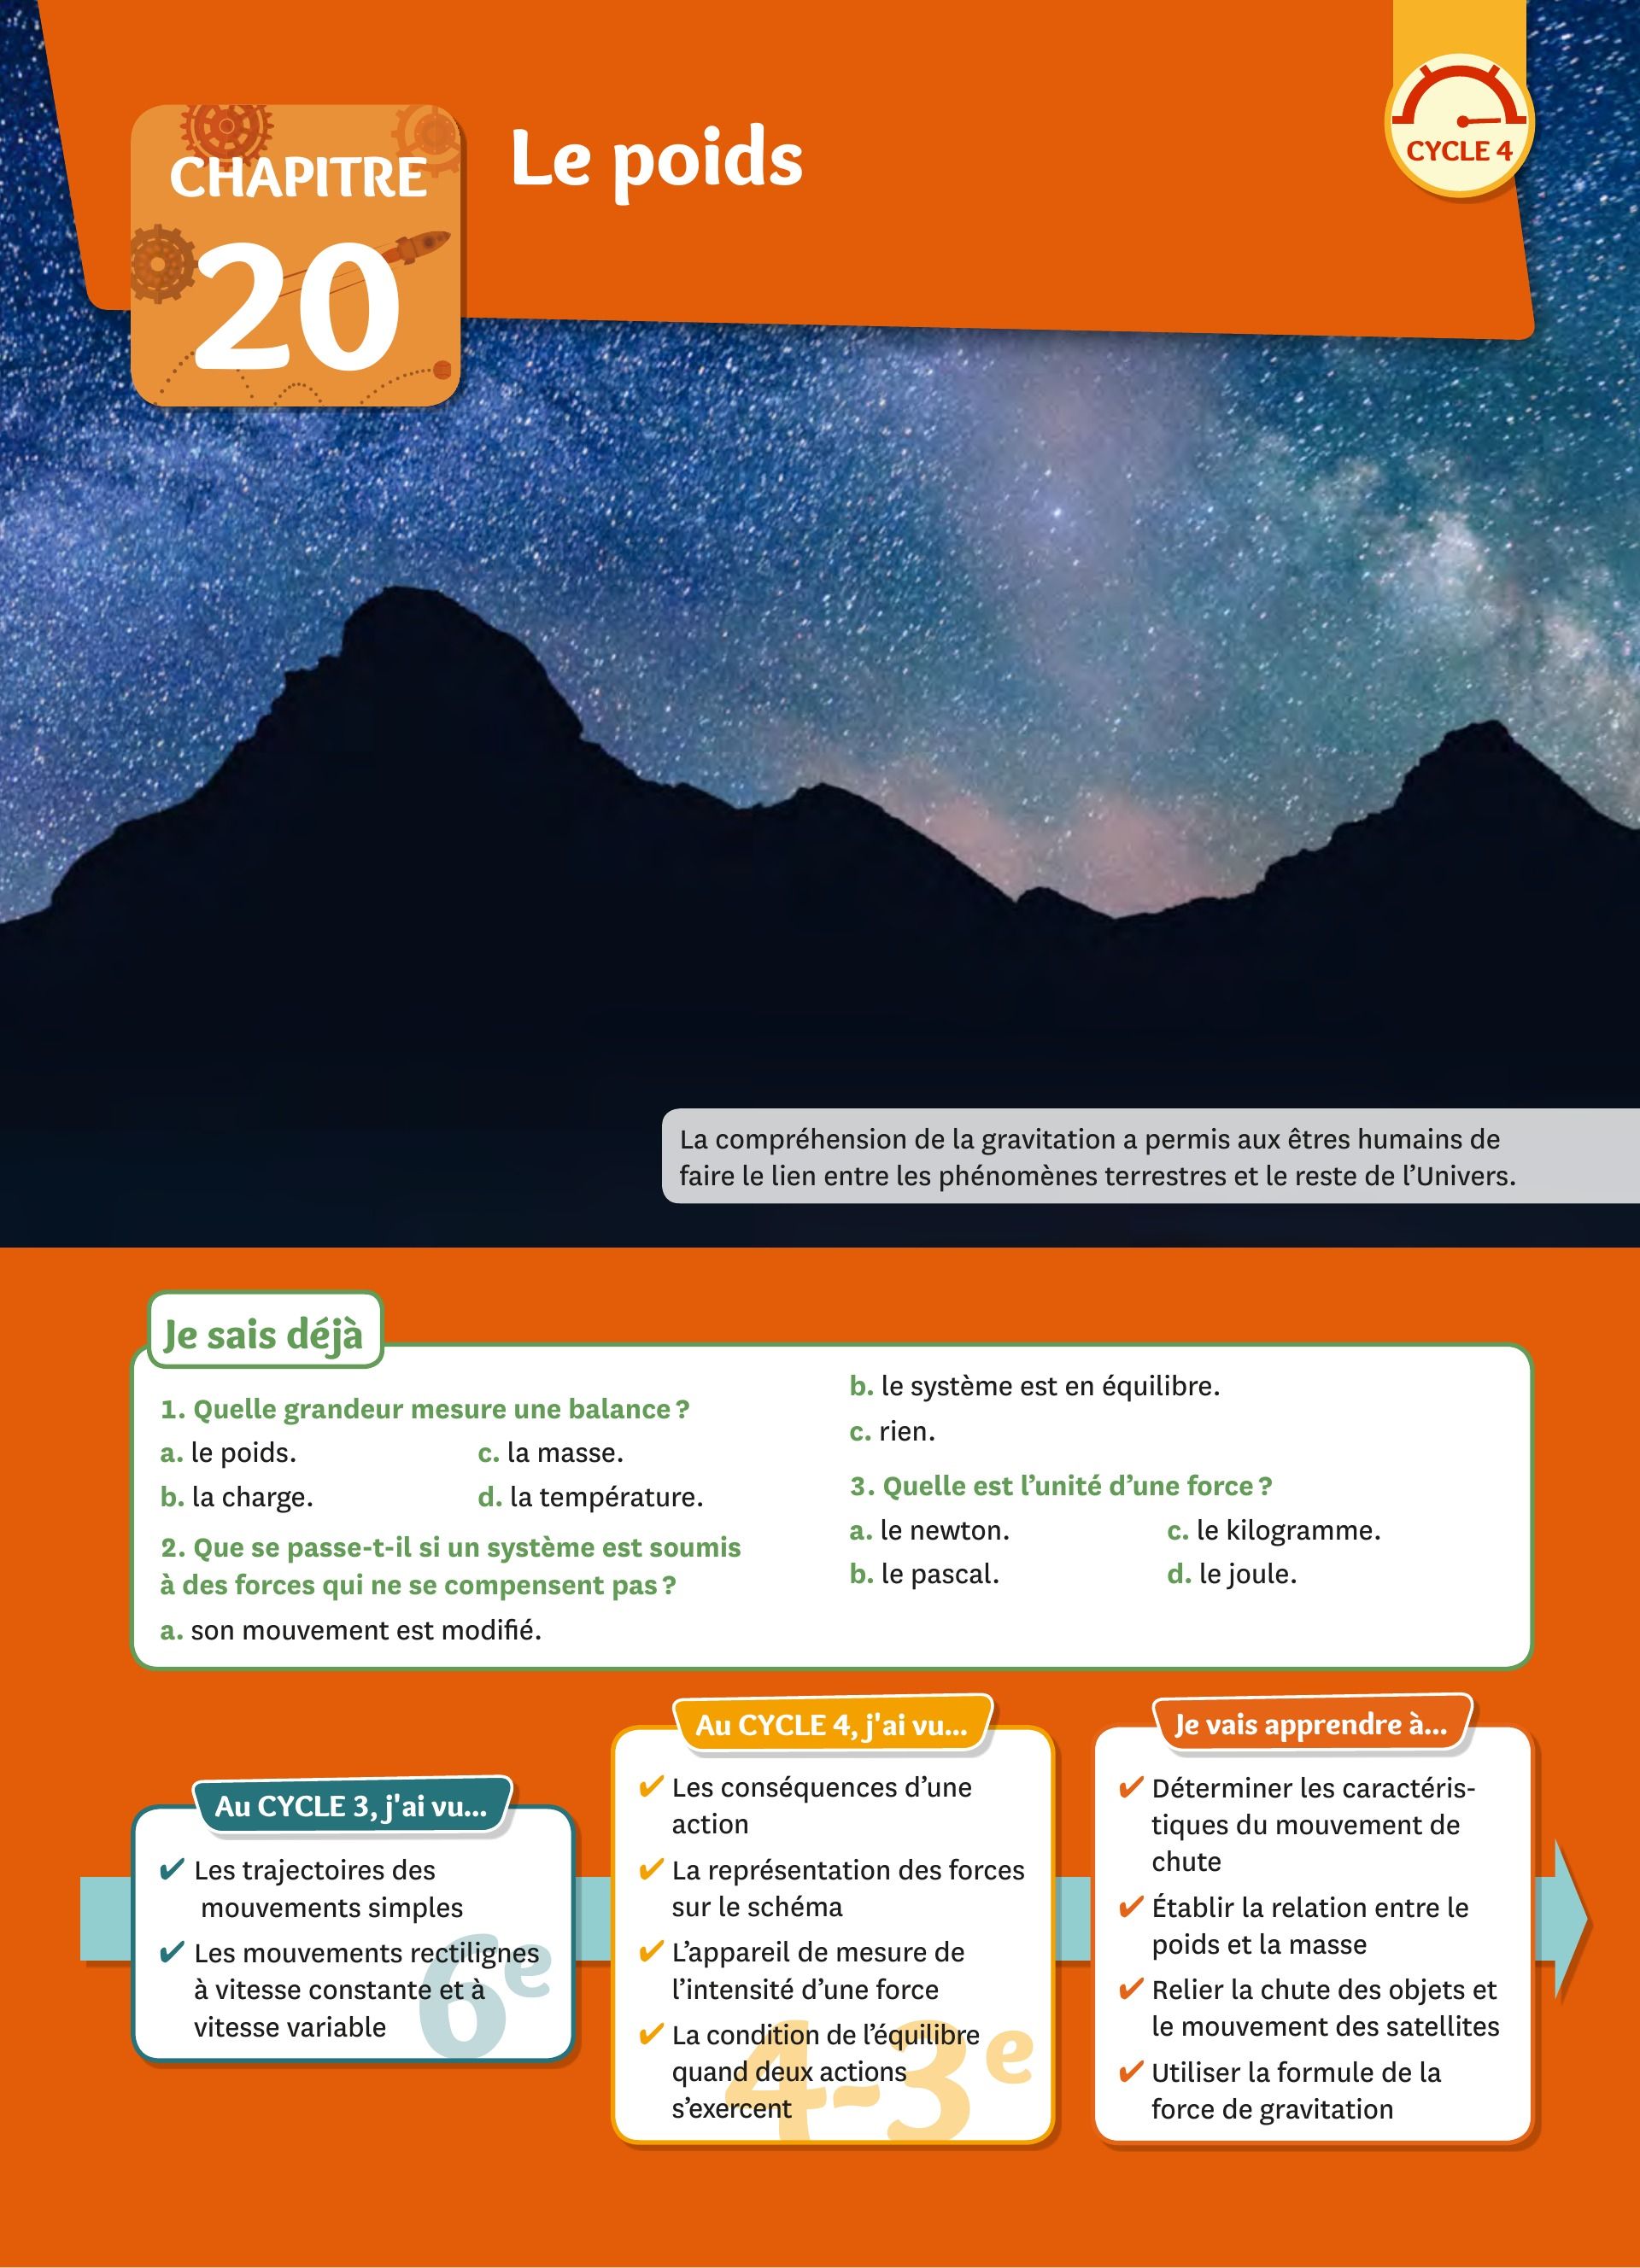 CHAPITRE
20
Le poids
CYCLE 4
La compréhension de la gravitation a permis aux êtres humains de
faire le lien entre les phénomènes terrestres et le reste de l’Univers.
Je sais déjà
1. Quelle grandeur mesure une balance ?
a. le poids.
c. la masse.
b. la charge.
d. la température.
2. Que se passe-t-il si un système est soumis
à des forces qui ne se compensent pas ?
a. son mouvement est modifié.
b. le système est en équilibre.
c. rien.
3. Quelle est l’unité d’une force ?
a. le newton.
c. le kilogramme.
b. le pascal.
d. le joule.
Au CYCLE 3, j'ai vu...
✔ Les trajectoires des
mouvements simples
✔ Les mouvements rectilignes
à vitesse constante et à
vitesse variable
6e
Au CYCLE 4, j'ai vu...
✔ Les conséquences d’une
action
✔ La représentation des forces
sur le schéma
✔ L’appareil de mesure de
l’intensité d’une force
✔ La condition de l’équilibre
quand deux actions
s’exercent
4-3e
Je vais apprendre à...
✔ Déterminer les caractéris-
tiques du mouvement de
chute
✔ Établir la relation entre le
poids et la masse
✔ Relier la chute des objets et
le mouvement des satellites
✔ Utiliser la formule de la
force de gravitation